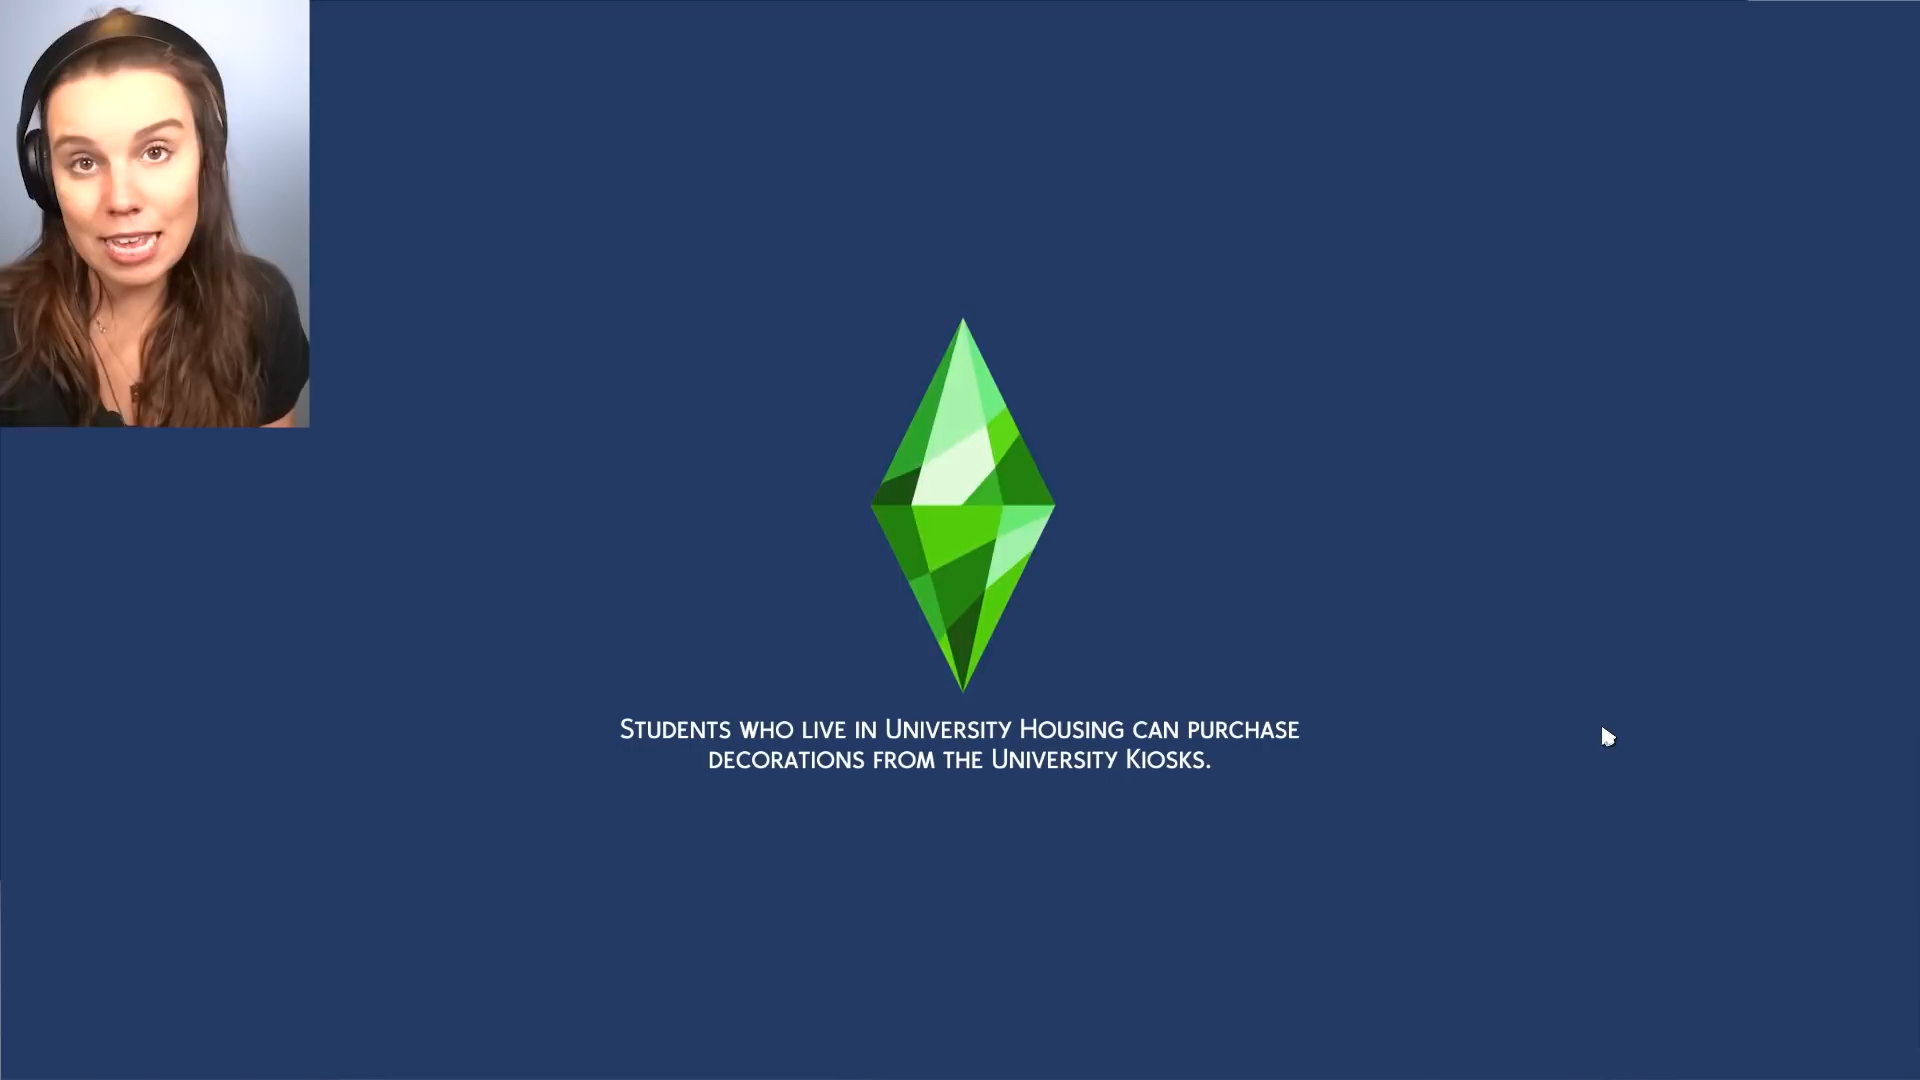 Students who live in University Housing can purchase
decorations from the University Kiosks.